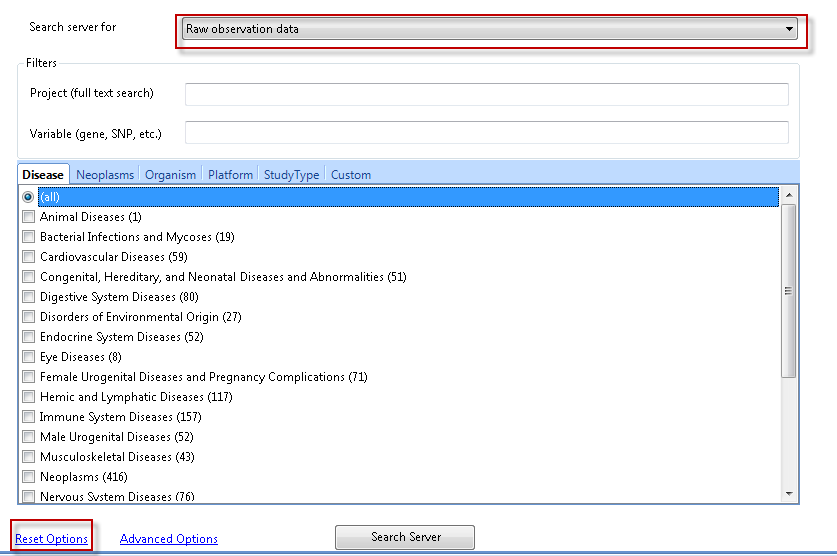 Search server for
Raw observation data
Filters
Project (full text search)
Variable (gene, SNP, etc.)
Disease Neoplasms Organism Platform StudyType Custom
(all)
Animal Diseases (1)
Bacterial Infections and Mycoses (19)
Cardiovascular Diseases (59)
Congenital, Hereditary, and Neonatal Diseases and Abnormalities (51)
Digestive System Diseases (80)
Disorders of Environmental Origin (27)
Endocrine System Diseases (52)
Eye Diseases (8)
Female Urogenital Diseases and Pregnancy Complications (71)
Hemic and Lymphatic Diseases (117)
Immune System Diseases (157)
Male Urogenital Diseases (52)
Musculoskeletal Diseases (43)
Neoplasms (416)
Nervous System Diseases (76)
Reset Options Advanced Options Search Server